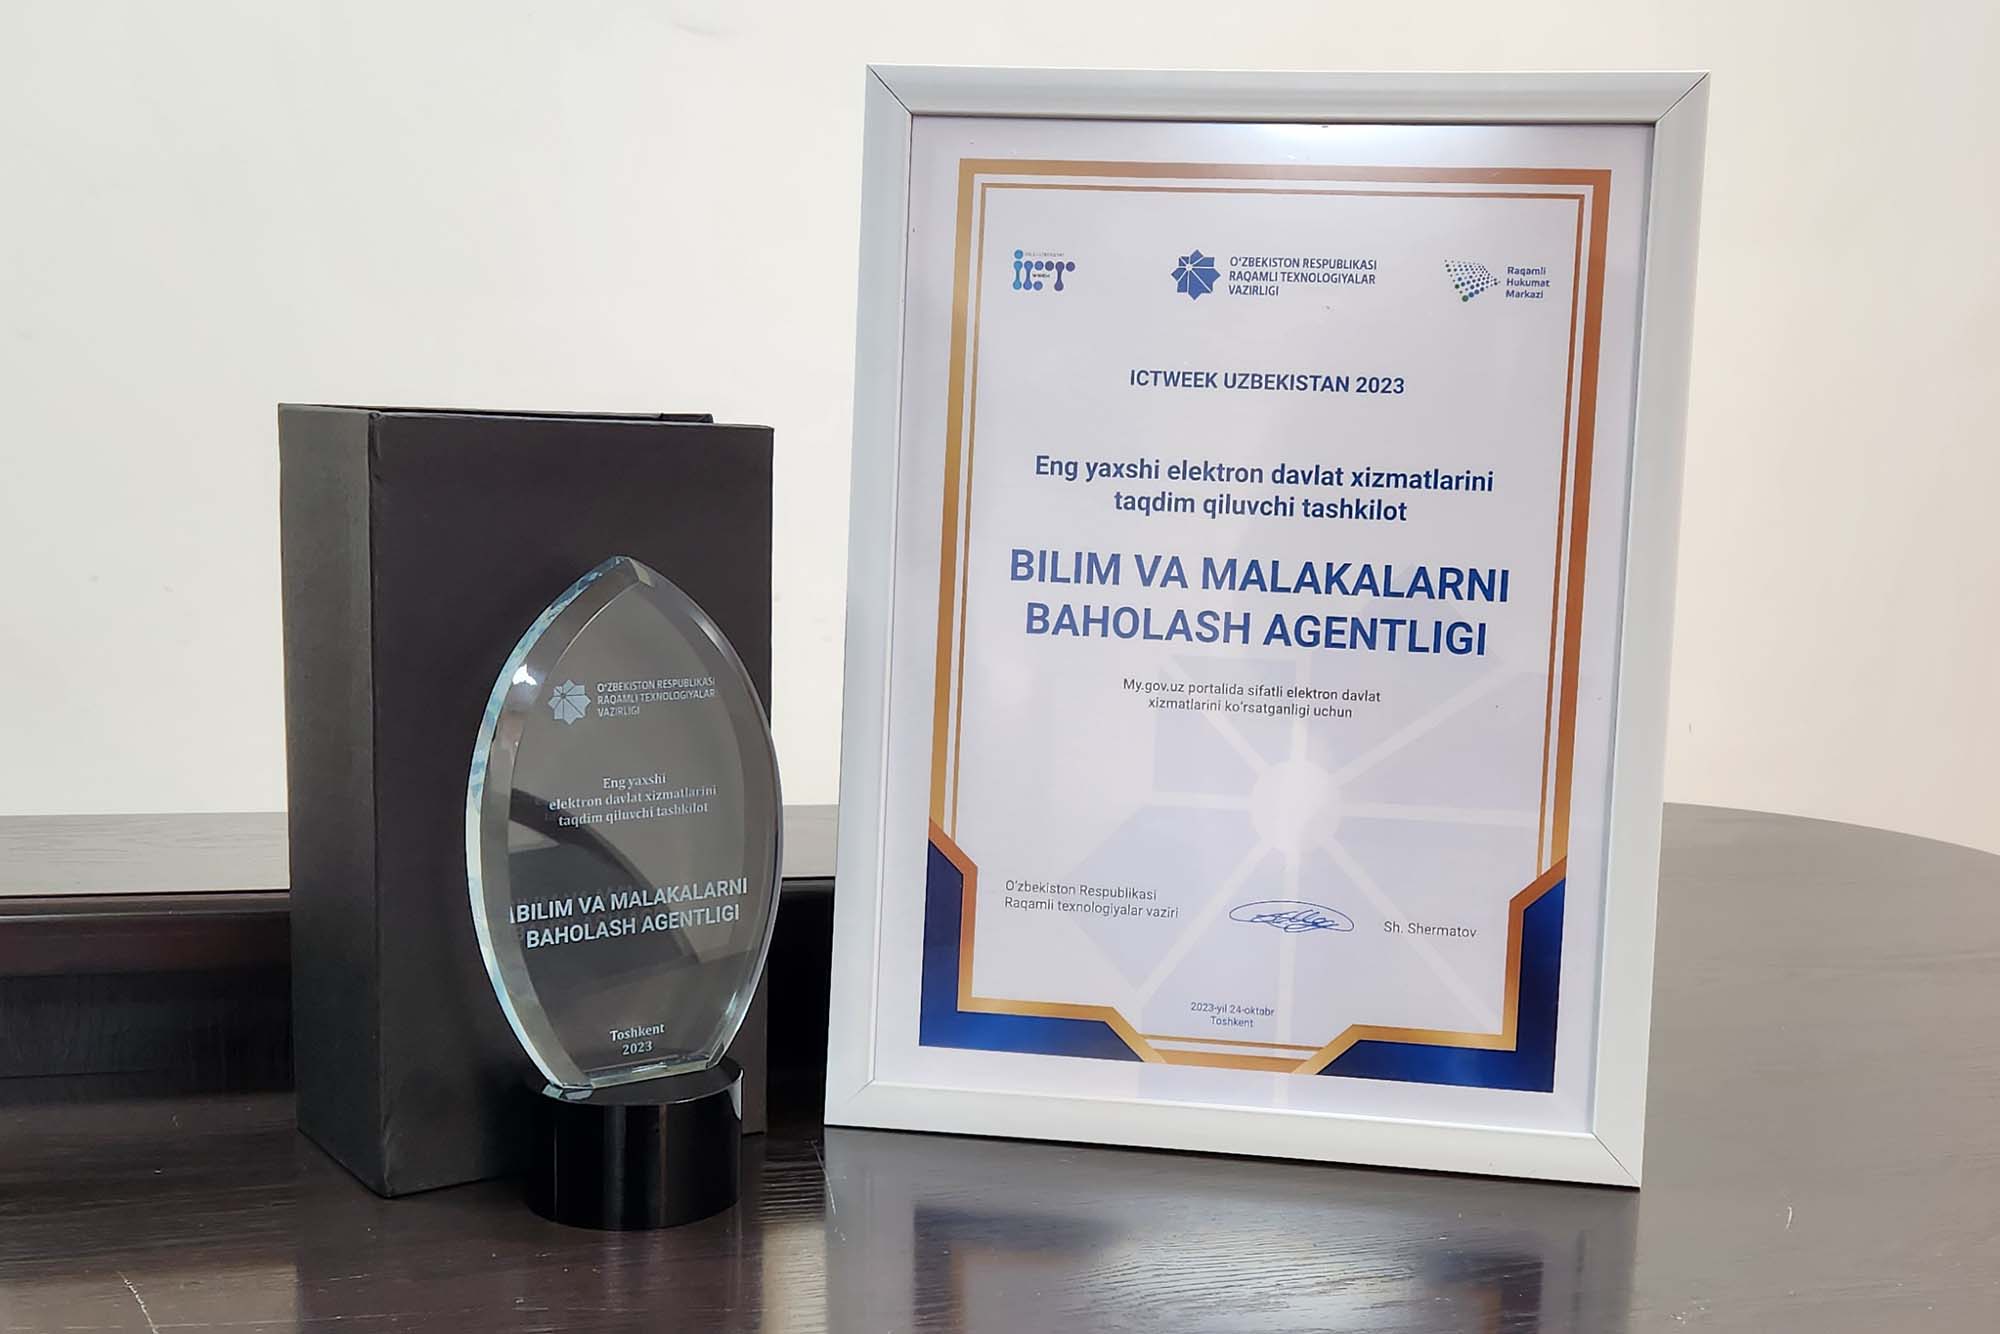 O‘ZBEKISTON RESPUBLIKASI
RAQAMLI TEXNOLOGIYALAR
VAZIRLIGI
Eng yaxshi
elektron davlat xizmatlarini
taqdim qiluvchi tashkilot
BILIM VA MALAKALARNI
BAHOLASH AGENTLIGI
Toshkent
2023
ICT
WEEK
O‘ZBEKISTON RESPUBLIKASI
RAQAMLI TEXNOLOGIYALAR
VAZIRLIGI
Raqamli
Hukumat
Markazi
ICTWEEK UZBEKISTAN 2023
Eng yaxshi elektron davlat xizmatlarini
taqdim qiluvchi tashkilot
BILIM VA MALAKALARNI
BAHOLASH AGENTLIGI
My.gov.uz portalida sifatli elektron davlat
xizmatlarini ko‘rsatganligi uchun
O‘zbekiston Respublikasi
Raqamli texnologiyalar vaziri
Sh. Shermatov
2023-yil 24-oktabr
Toshkent